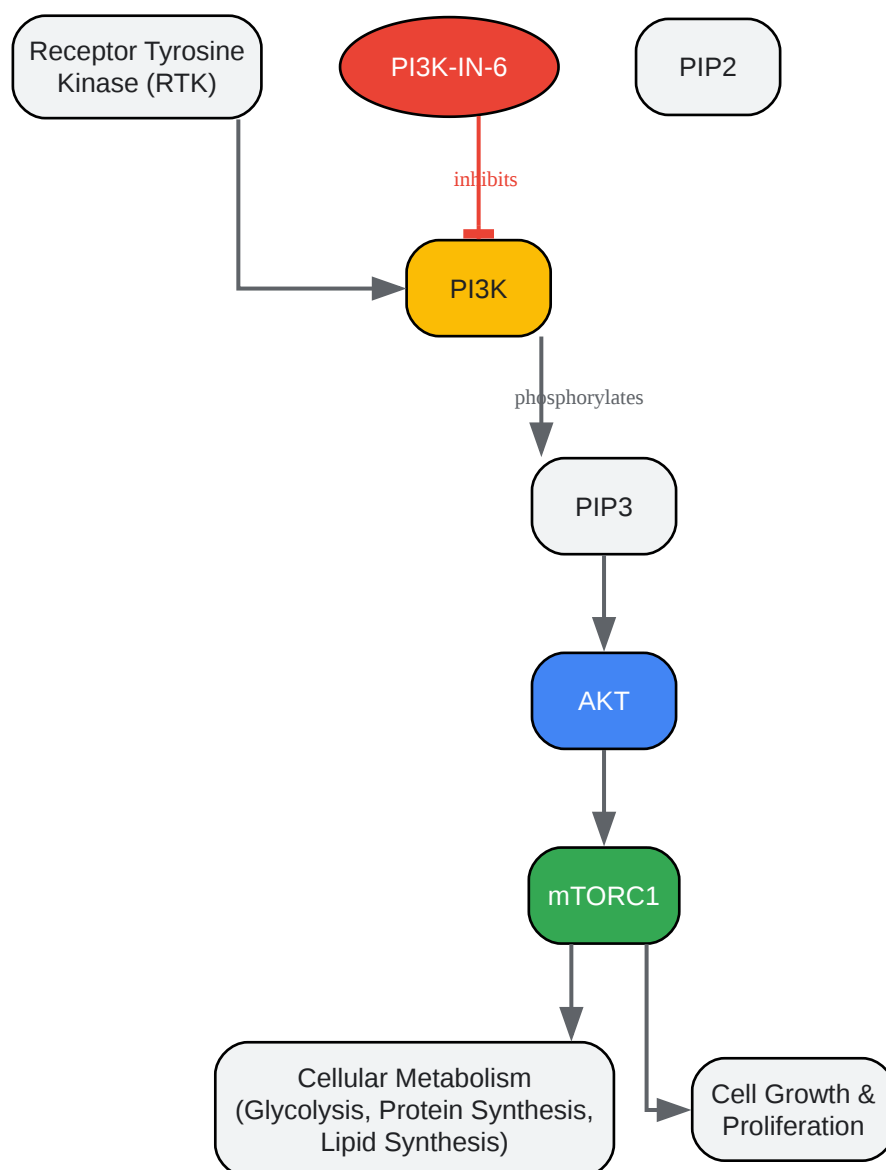 Receptor Tyrosine
Kinase (RTK)
PI3K-IN-6
PIP2
inhibits
PI3K
phosphorylates
PIP3
AKT
mTORC1
Cellular Metabolism
(Glycolysis, Protein Synthesis,
Lipid Synthesis)
Cell Growth &
Proliferation